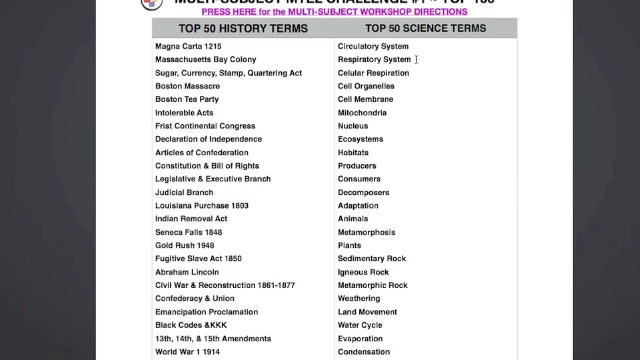 PRESS HERE for the MULTI-SUBJECT WORKSHOP DIRECTIONS
TOP 50 HISTORY TERMS
TOP 50 SCIENCE TERMS
Magna Carta 1215
Circulatory System
Massachusetts Bay Colony
Respiratory System
Sugar, Currency, Stamp, Quartering Act
Celular Respiration
Boston Massacre
Cell Organelles
Boston Tea Party
Cell Membrane
Intolerable Acts
Mitochondria
Frist Continental Congress
Nucleus
Declaration of Independence
Ecosystems
Articles of Confederation
Habitats
Constitution & Bill of Rights
Producers
Legislative & Executive Branch
Consumers
Judicial Branch
Decomposers
Louisiana Purchase 1803
Adaptation
Indian Removal Act
Animals
Seneca Falls 1848
Metamorphosis
Gold Rush 1948
Plants
Fugitive Slave Act 1850
Sedimentary Rock
Abraham Lincoln
Igneous Rock
Civil War & Reconstruction 1861-1877
Metamorphic Rock
Confederacy & Union
Weathering
Emancipation Proclamation
Land Movement
Black Codes &KKK
Water Cycle
13th, 14th, & 15th Amendments
Evaporation
World War 1 1914
Condensation